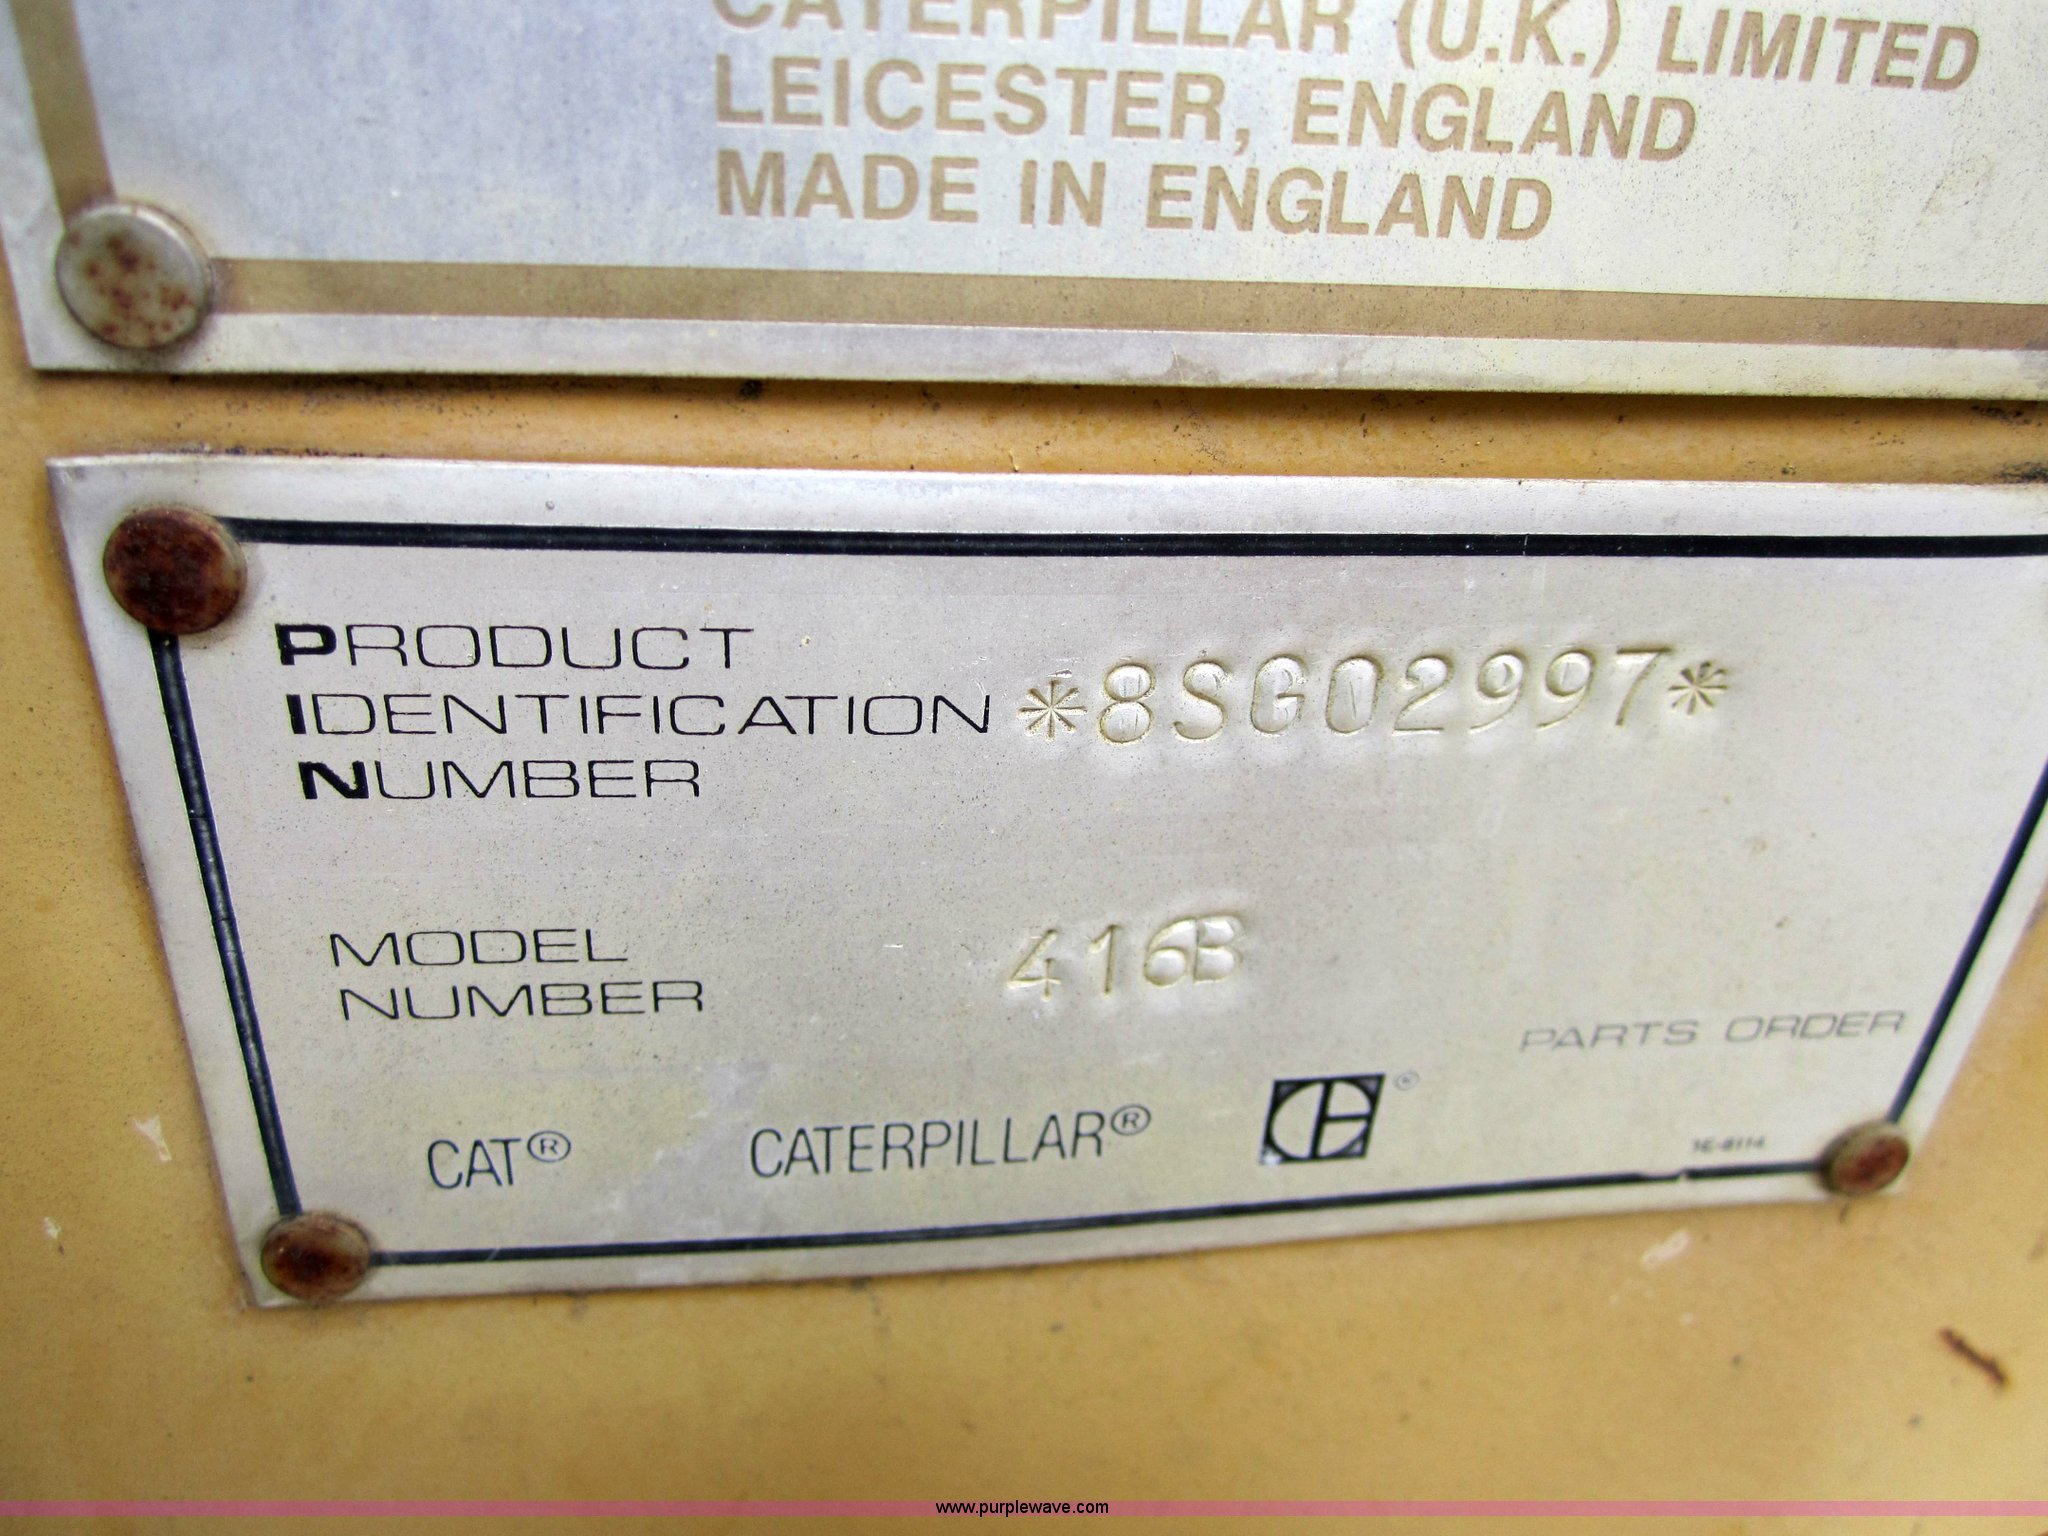 CATERPILLAR (U.K.) LIMITED
LEICESTER, ENGLAND
MADE IN ENGLAND
PRODUCT
IDENTIFICATION *8SG02997*
NUMBER
MODEL
NUMBER 416B
PARTS ORDER
CAT® CATERPILLAR® ®
www.purplewave.com